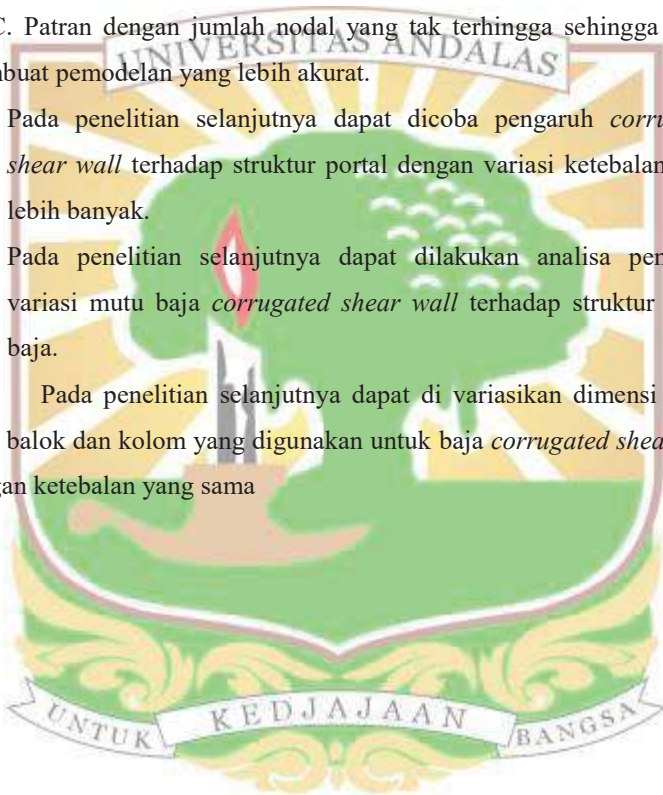 C. Patran dengan jumlah nodal yang tak terhingga sehingga
UNIVERSITAS ANDALAS
buat pemodelan yang lebih akurat.
Pada penelitian selanjutnya dapat dicoba pengaruh corru
shear wall terhadap struktur portal dengan variasi ketebalan
lebih banyak.
Pada penelitian selanjutnya dapat dilakukan analisa pen
variasi mutu baja corrugated shear wall terhadap struktur
baja.
Pada penelitian selanjutnya dapat di variasikan dimensi
balok dan kolom yang digunakan untuk baja corrugated shea
gan ketebalan yang sama
UNTUK KEDJAJAAN BANGSA